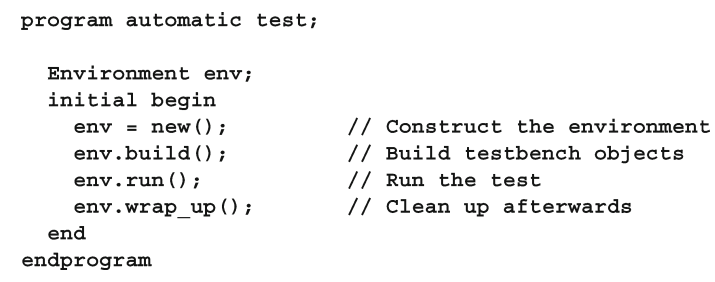 program automatic test;
Environment env;
initial begin
env = new(); // Construct the environment
env.build(); // Build testbench objects
env.run(); // Run the test
env.wrap_up(); // Clean up afterwards
end
endprogram